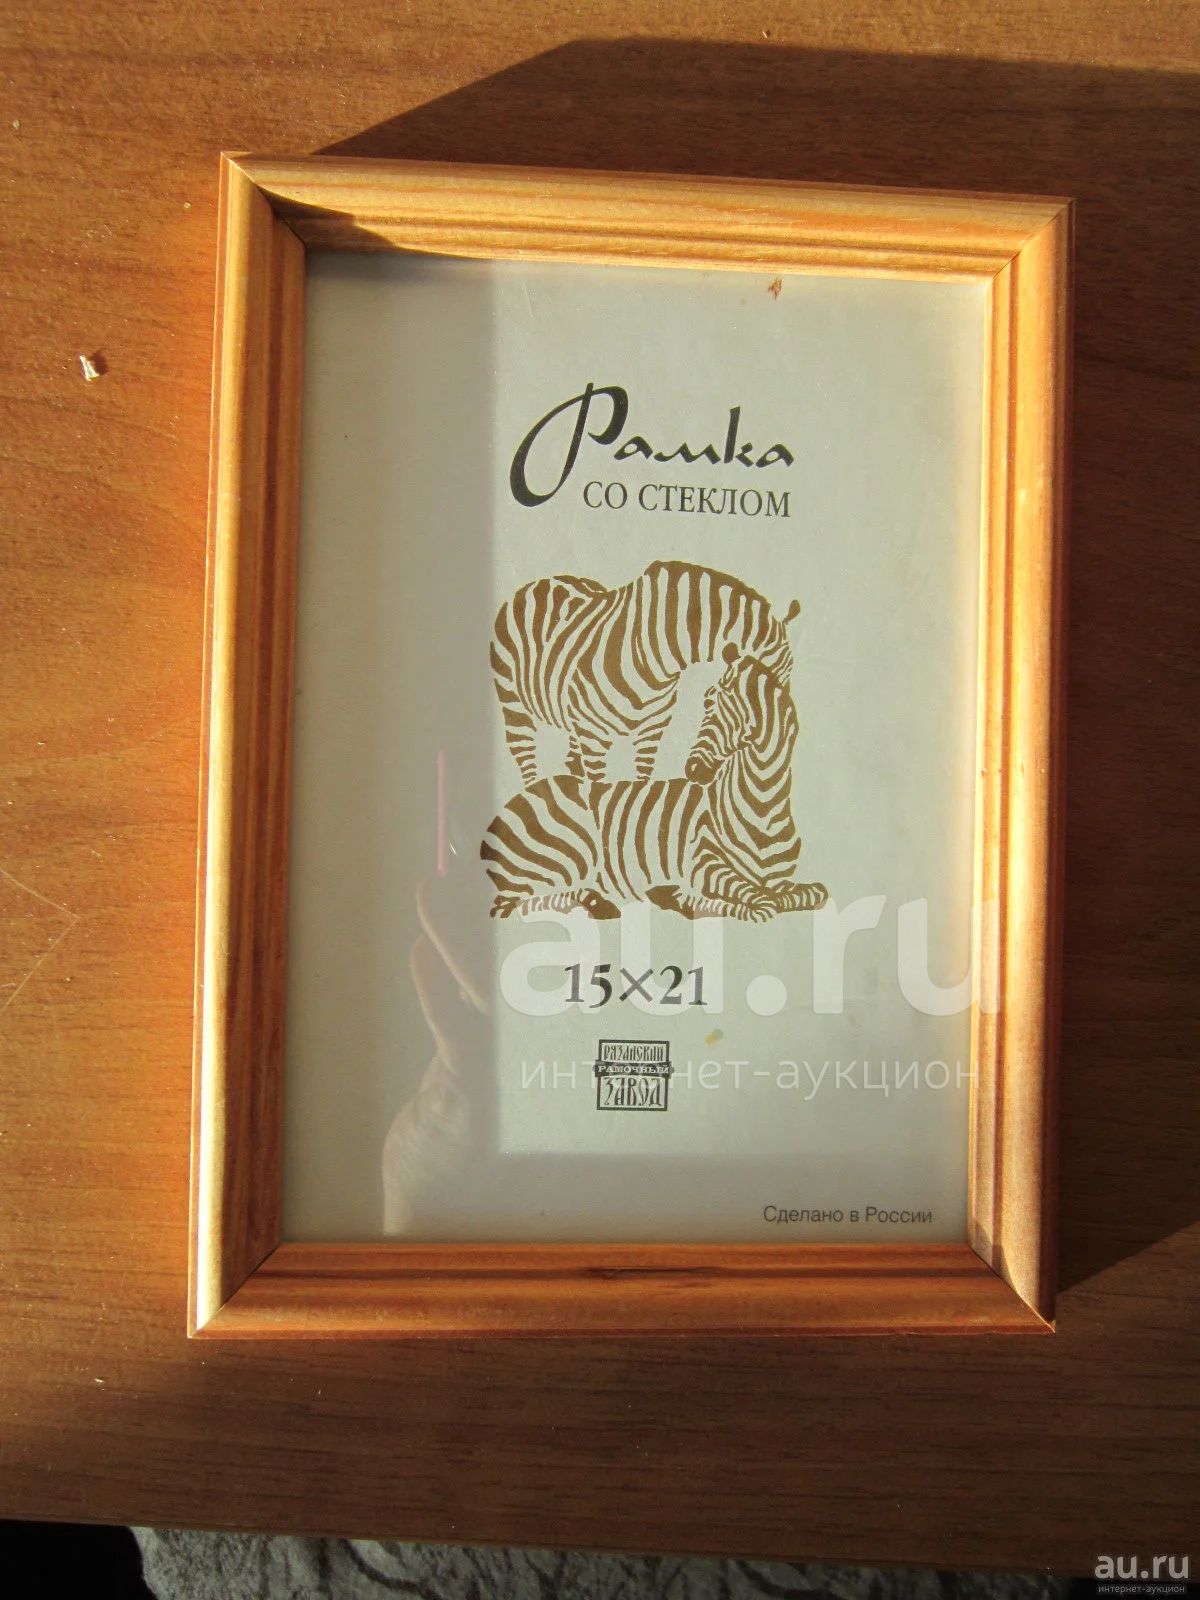 Рамка
СО СТЕКЛОМ
au.ru
15×21
интернет-аукцион
РЯЗАНСКИЙ
РАМОЧНЫЙ
ЗАВОД
Сделано в России
au.ru
интернет-аукцион